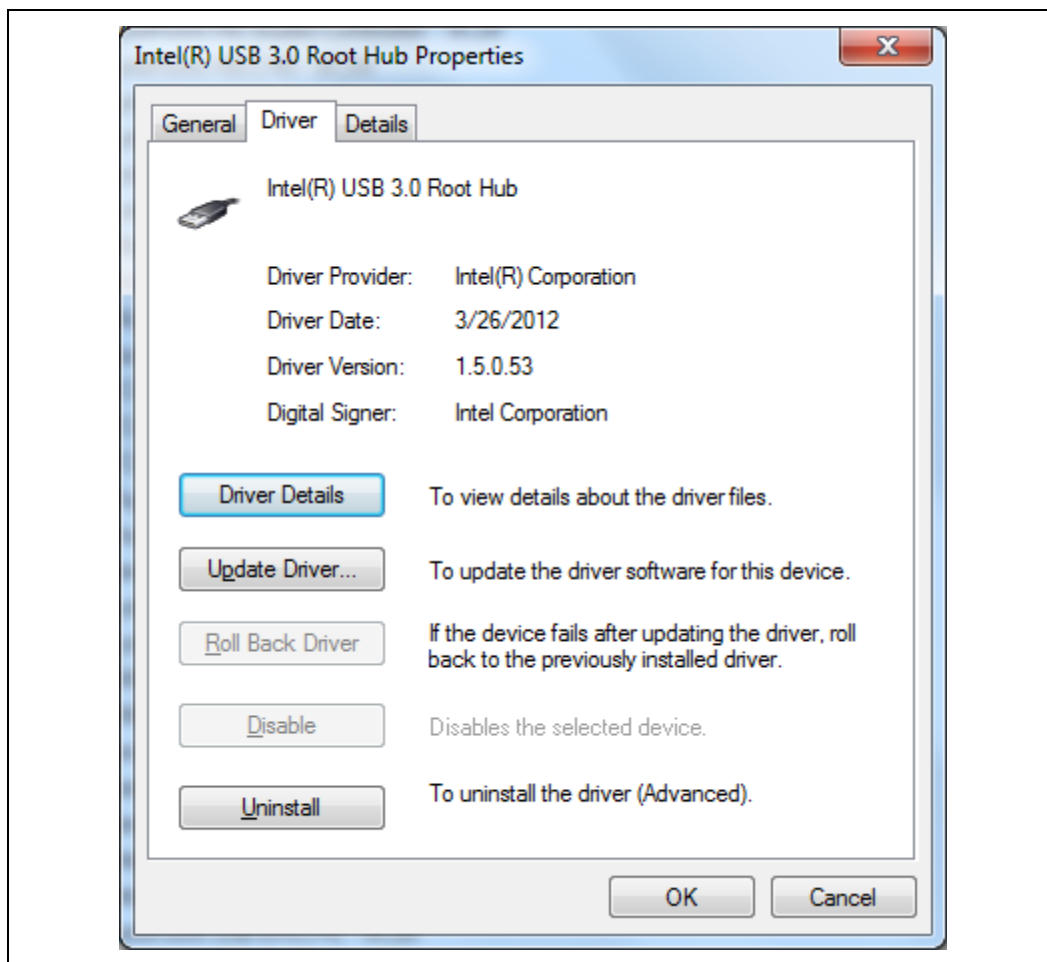 Intel(R) USB 3.0 Root Hub Properties
General
Driver
Details
Intel(R) USB 3.0 Root Hub
Driver Provider: Intel(R) Corporation
Driver Date: 3/26/2012
Driver Version: 1.5.0.53
Digital Signer: Intel Corporation
Driver Details
To view details about the driver files.
Update Driver...
To update the driver software for this device.
Roll Back Driver
If the device fails after updating the driver, roll
back to the previously installed driver.
Disable
Disables the selected device.
Uninstall
To uninstall the driver (Advanced).
OK
Cancel